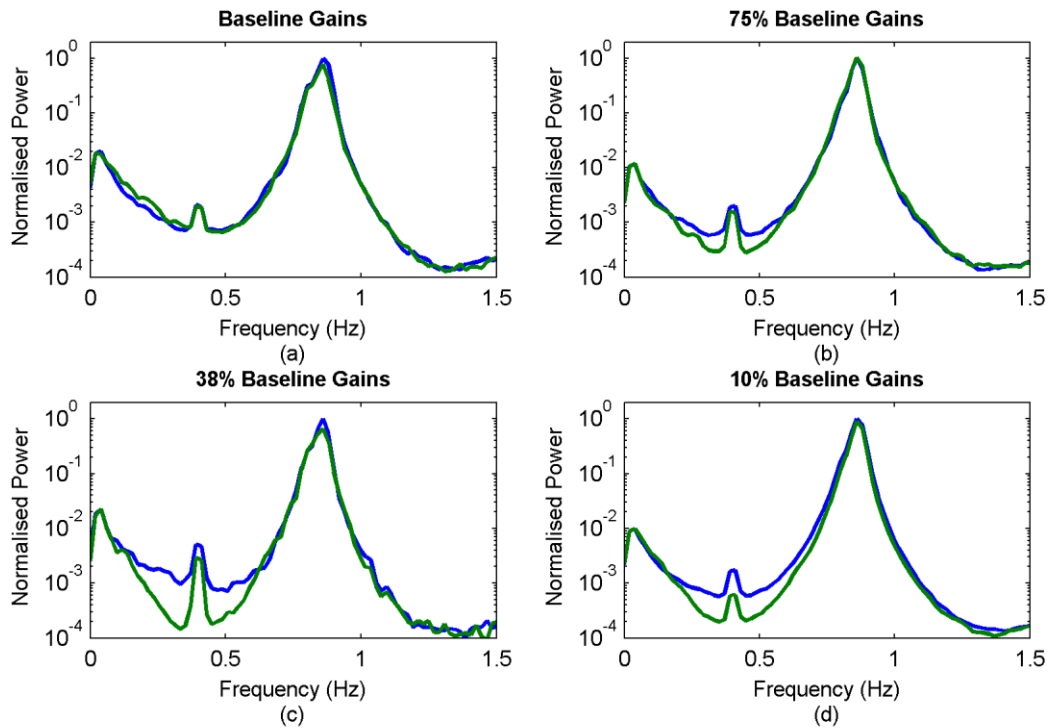 Baseline Gains
Normalised Power
10^0
10^-1
10^-2
10^-3
10^-4
0 0.5 1 1.5
Frequency (Hz)
(a)
75% Baseline Gains
Normalised Power
10^0
10^-1
10^-2
10^-3
10^-4
0 0.5 1 1.5
Frequency (Hz)
(b)
38% Baseline Gains
Normalised Power
10^0
10^-1
10^-2
10^-3
10^-4
0 0.5 1 1.5
Frequency (Hz)
(c)
10% Baseline Gains
Normalised Power
10^0
10^-1
10^-2
10^-3
10^-4
0 0.5 1 1.5
Frequency (Hz)
(d)